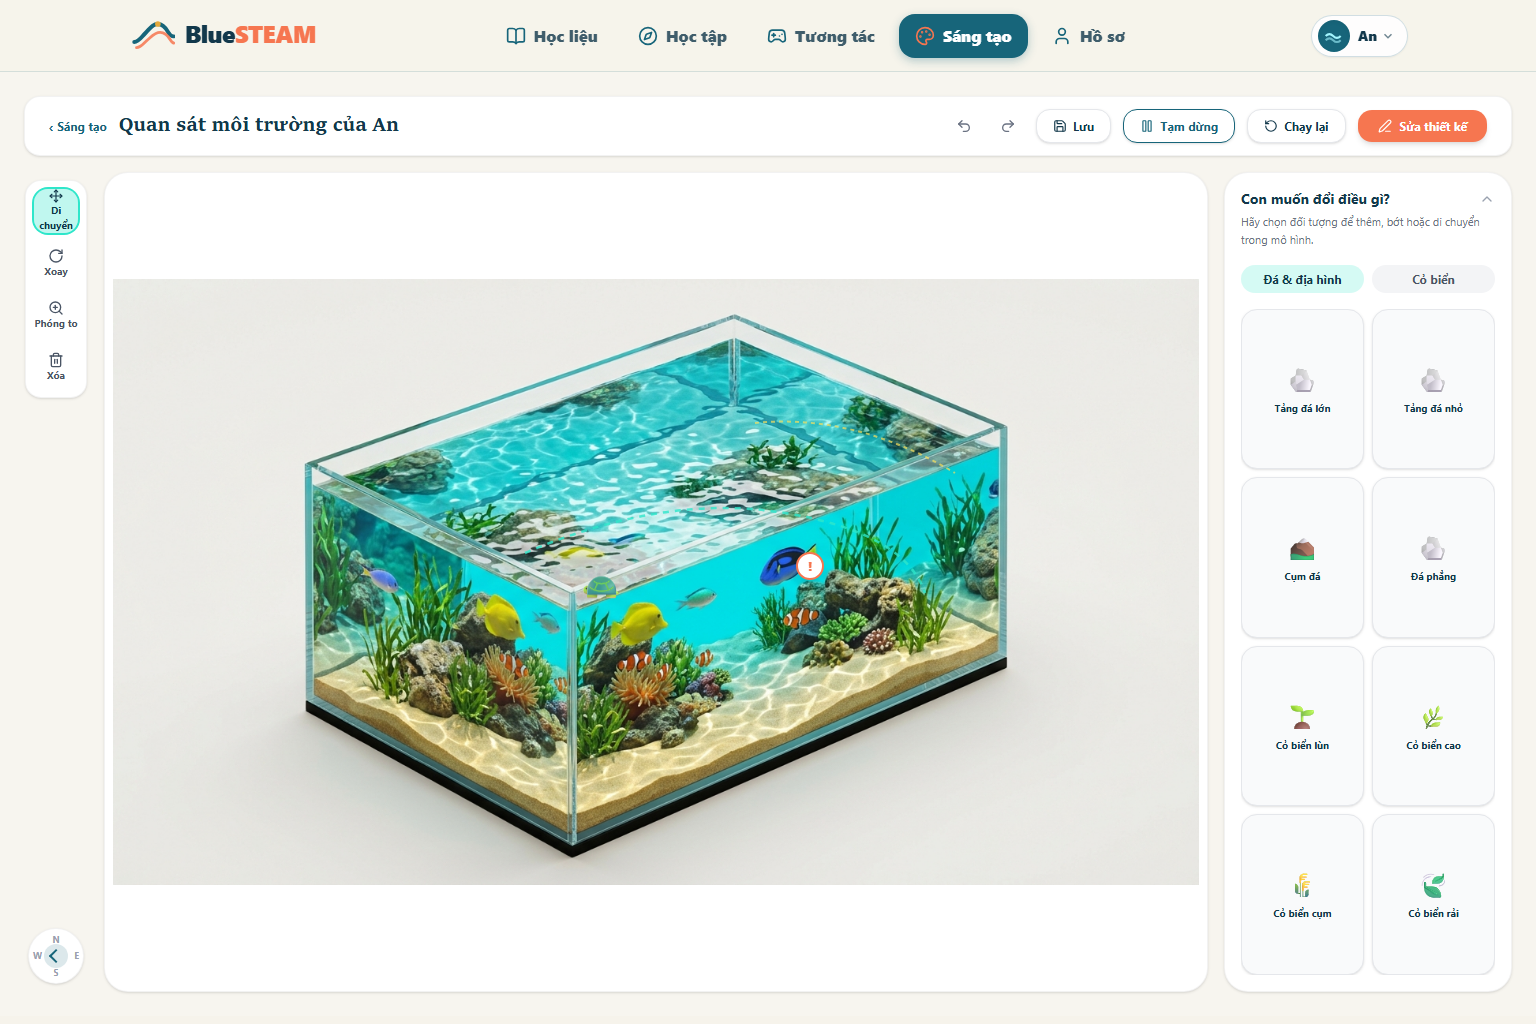 BlueSTEAM
Học liệu
Học tập
Tương tác
Sáng tạo
Hồ sơ
An
‹ Sáng tạo
Quan sát môi trường của An
Lưu
Tạm dừng
Chạy lại
Sửa thiết kế
Di
chuyển
Xoay
Phóng to
Xóa
!
Con muốn đổi điều gì?
Hãy chọn đối tượng để thêm, bớt hoặc di chuyển
trong mô hình.
Đá & địa hình
Cỏ biển
Tảng đá lớn
Tảng đá nhỏ
Cụm đá
Đá phẳng
Cỏ biển lùn
Cỏ biển cao
Cỏ biển cụm
Cỏ biển rải
N
W
E
S